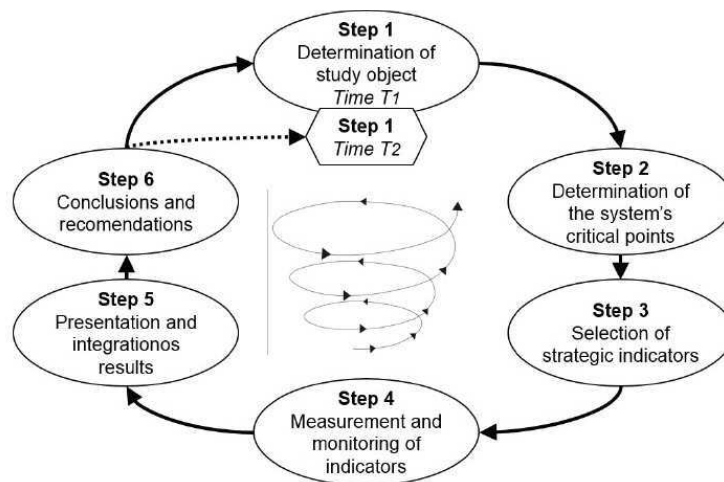 Step 1
Determination of
study object
Time T1
Step 1
Time T2
Step 2
Determination of
the system's
critical points
Step 3
Selection of
strategic indicators
Step 4
Measurement and
monitoring of
indicators
Step 5
Presentation and
integrationos
results
Step 6
Conclusions and
recomendations